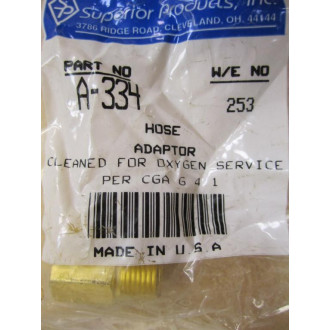 Superior Products, Inc.
3786 RIDGE ROAD, CLEVELAND, OH. 44144
PART NO W/E NO
A-334 253
HOSE
ADAPTOR
CLEANED FOR OXYGEN SERVICE
PER CGA G 4 1
MADE IN U.S.A